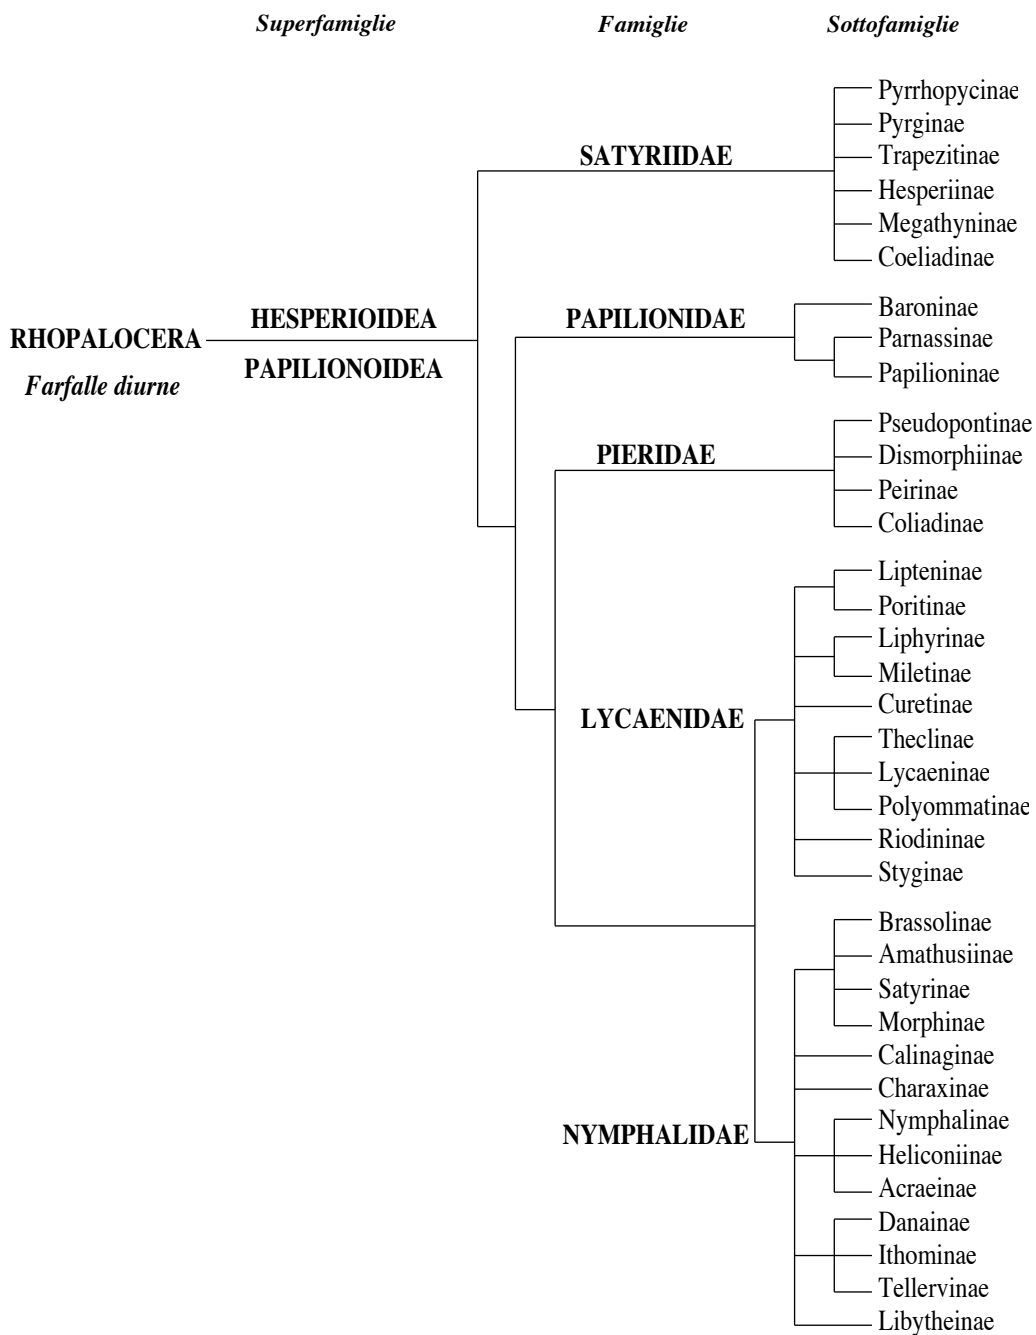 Superfamiglie Famiglie Sottofamiglie
Pyrrhopycinae
Pyrginae
SATYRIIDAE
Trapezitinae
Hesperiinae
Megathyninae
Coeliadinae
HESPERIOIDEA
PAPILIONIDAE
Baroninae
RHOPALOCERA
Parnassinae
PAPILIONOIDEA
Papilioninae
Farfalle diurne
Pseudopontinae
PIERIDAE
Dismorphiinae
Peirinae
Coliadinae
Lipteninae
Poritinae
Liphyrinae
Miletinae
Curetinae
LYCAENIDAE
Theclinae
Lycaeninae
Polyommatinae
Riodininae
Styginae
Brassolinae
Amathusiinae
Satyrinae
Morphinae
Calinaginae
Charaxinae
Nymphalinae
NYMPHALIDAE
Heliconiinae
Acraeinae
Danainae
Ithominae
Tellervinae
Libytheinae